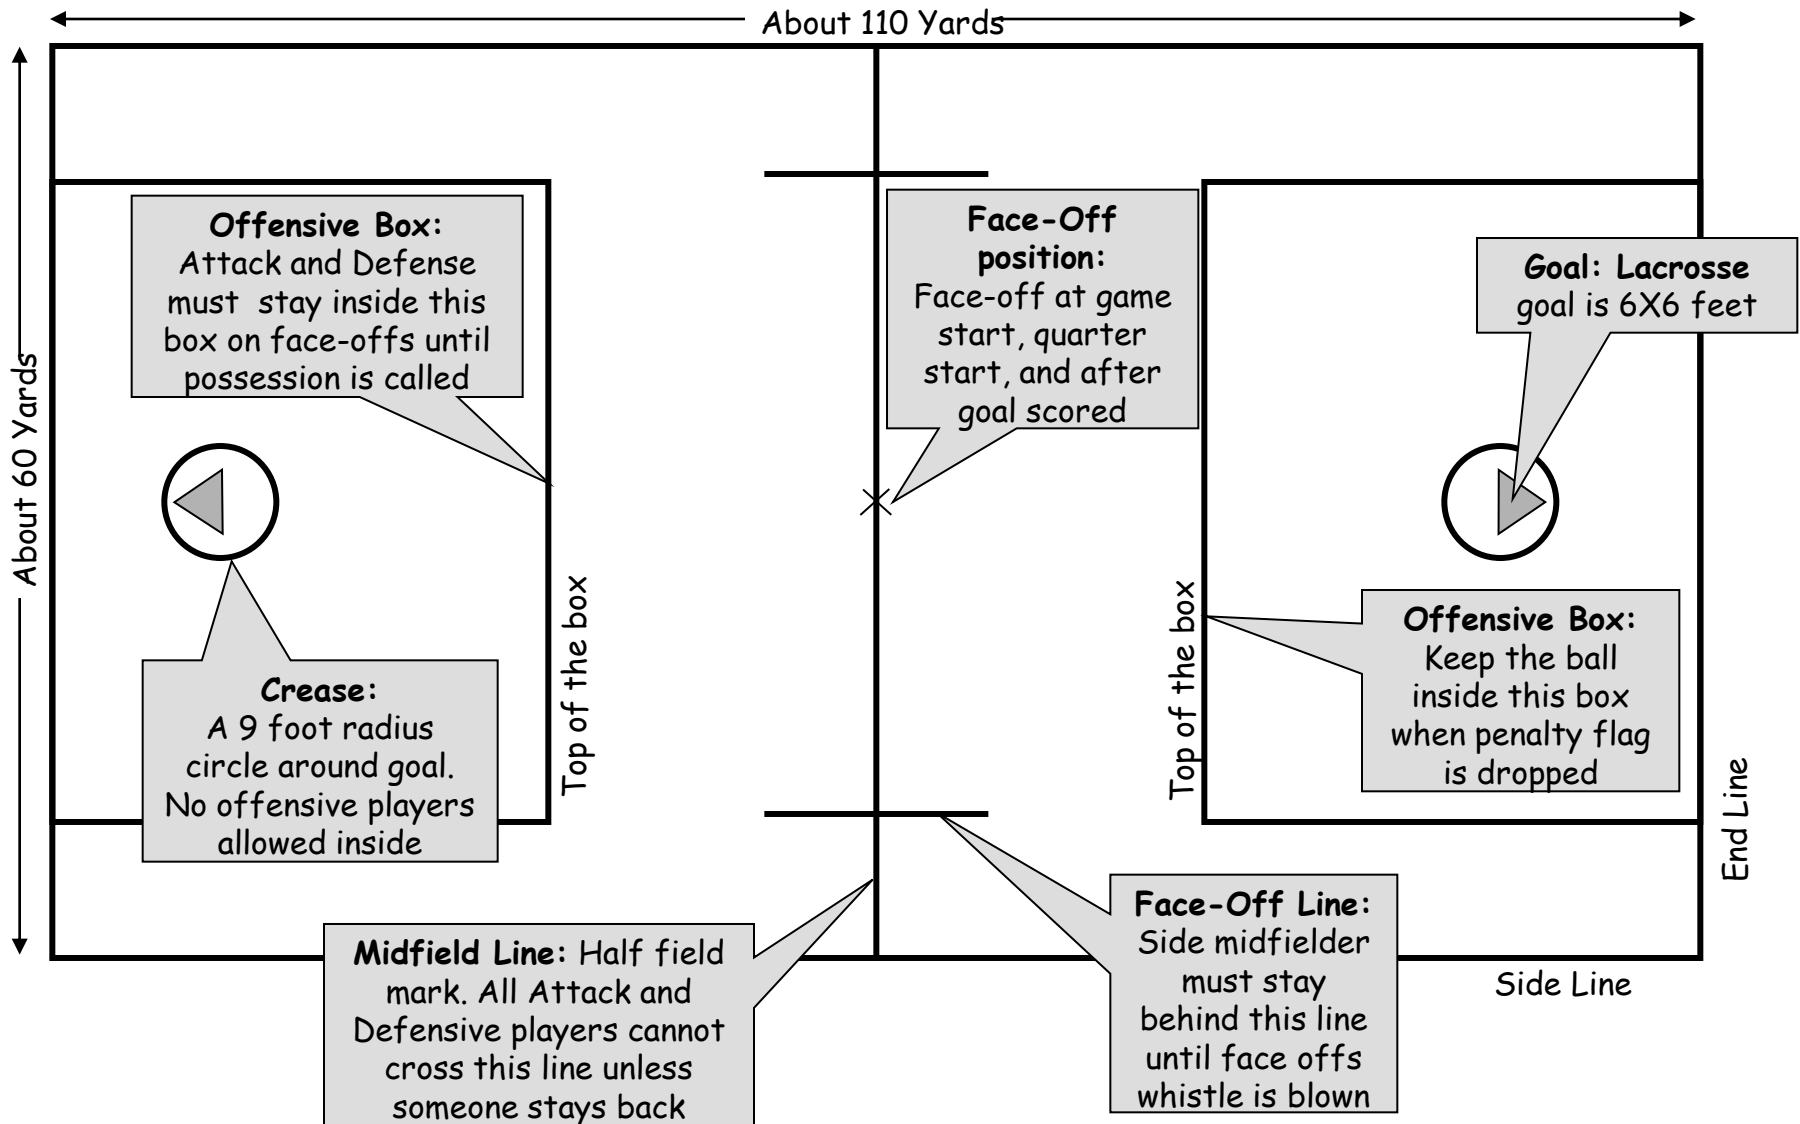 About 110 Yards
About 60 Yards
Offensive Box:
Attack and Defense
must  stay inside this
box on face-offs until
possession is called
Face-Off
position:
Face-off at game
start, quarter
start, and after
goal scored
Goal: Lacrosse
goal is 6X6 feet
Top of the box
Top of the box
Crease:
A 9 foot radius
circle around goal.
No offensive players
allowed inside
Offensive Box:
Keep the ball
inside this box
when penalty flag
is dropped
End Line
Midfield Line: Half field
mark. All Attack and
Defensive players cannot
cross this line unless
someone stays back
Face-Off Line:
Side midfielder
must stay
behind this line
until face offs
whistle is blown
Side Line